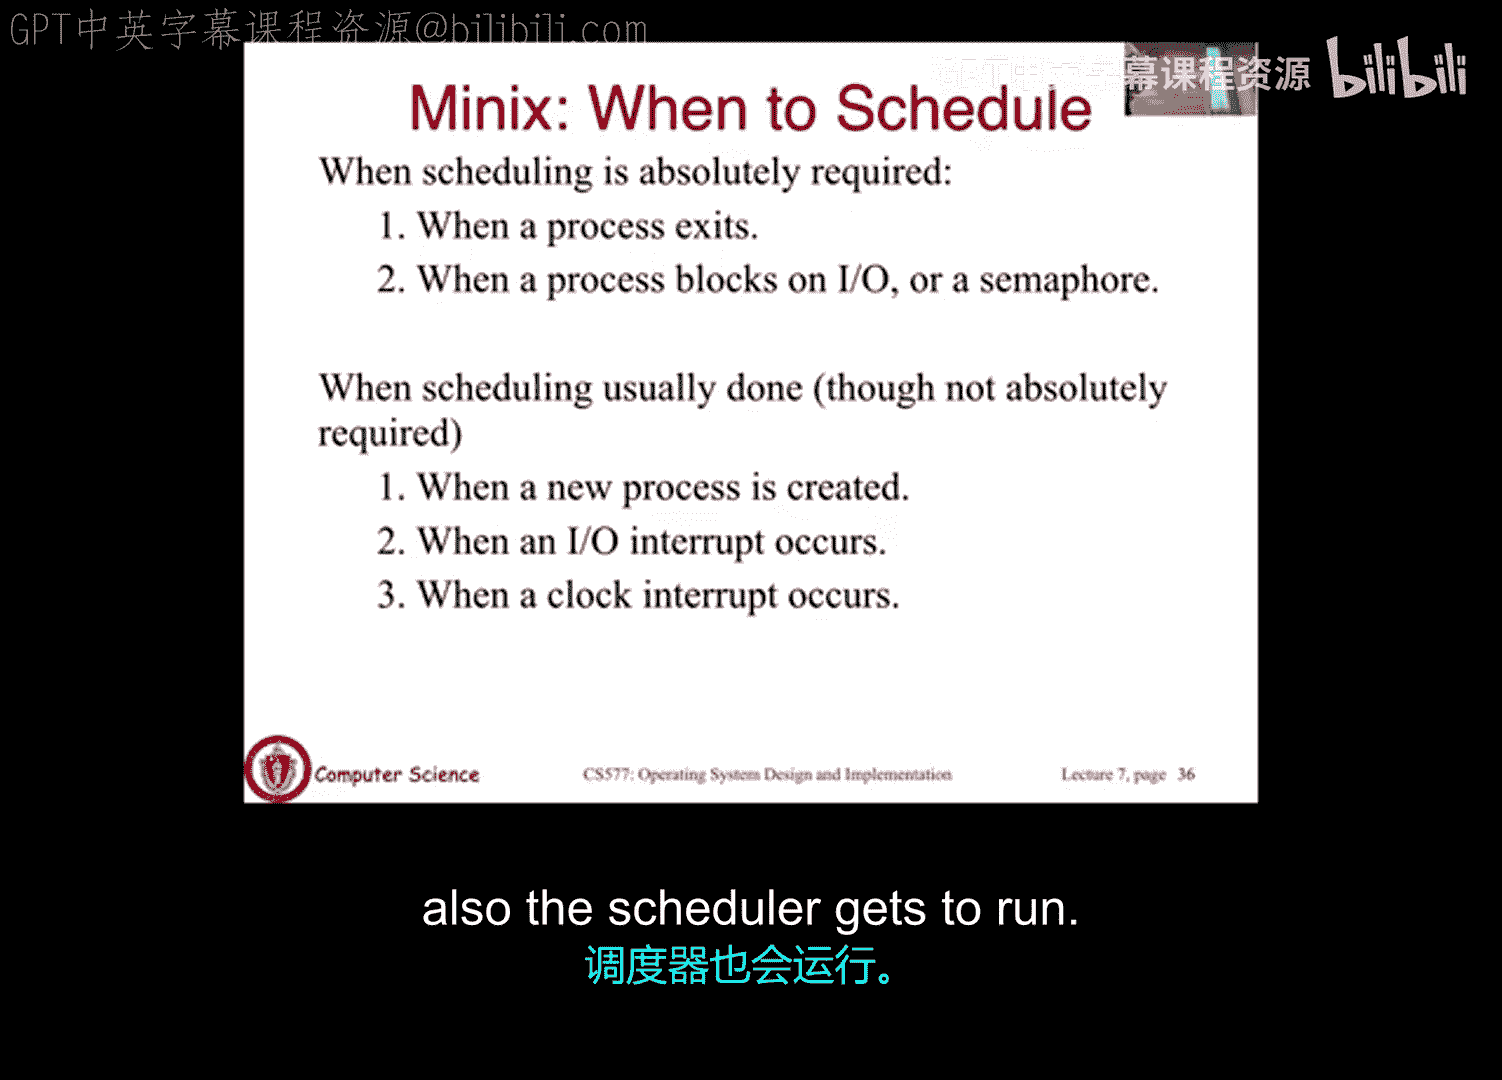 GPT中英字幕课程资源@bilibili.com
幕课程资源 bilibili
Minix: When to Schedule
When scheduling is absolutely required:
1. When a process exits.
2. When a process blocks on I/O, or a semaphore.
When scheduling usually done (though not absolutely
required)
1. When a new process is created.
2. When an I/O interrupt occurs.
3. When a clock interrupt occurs.
Computer Science
CS577: Operating System Design and Implementation
Lecture 7, page 36
also the scheduler gets to run.
调度器也会运行。